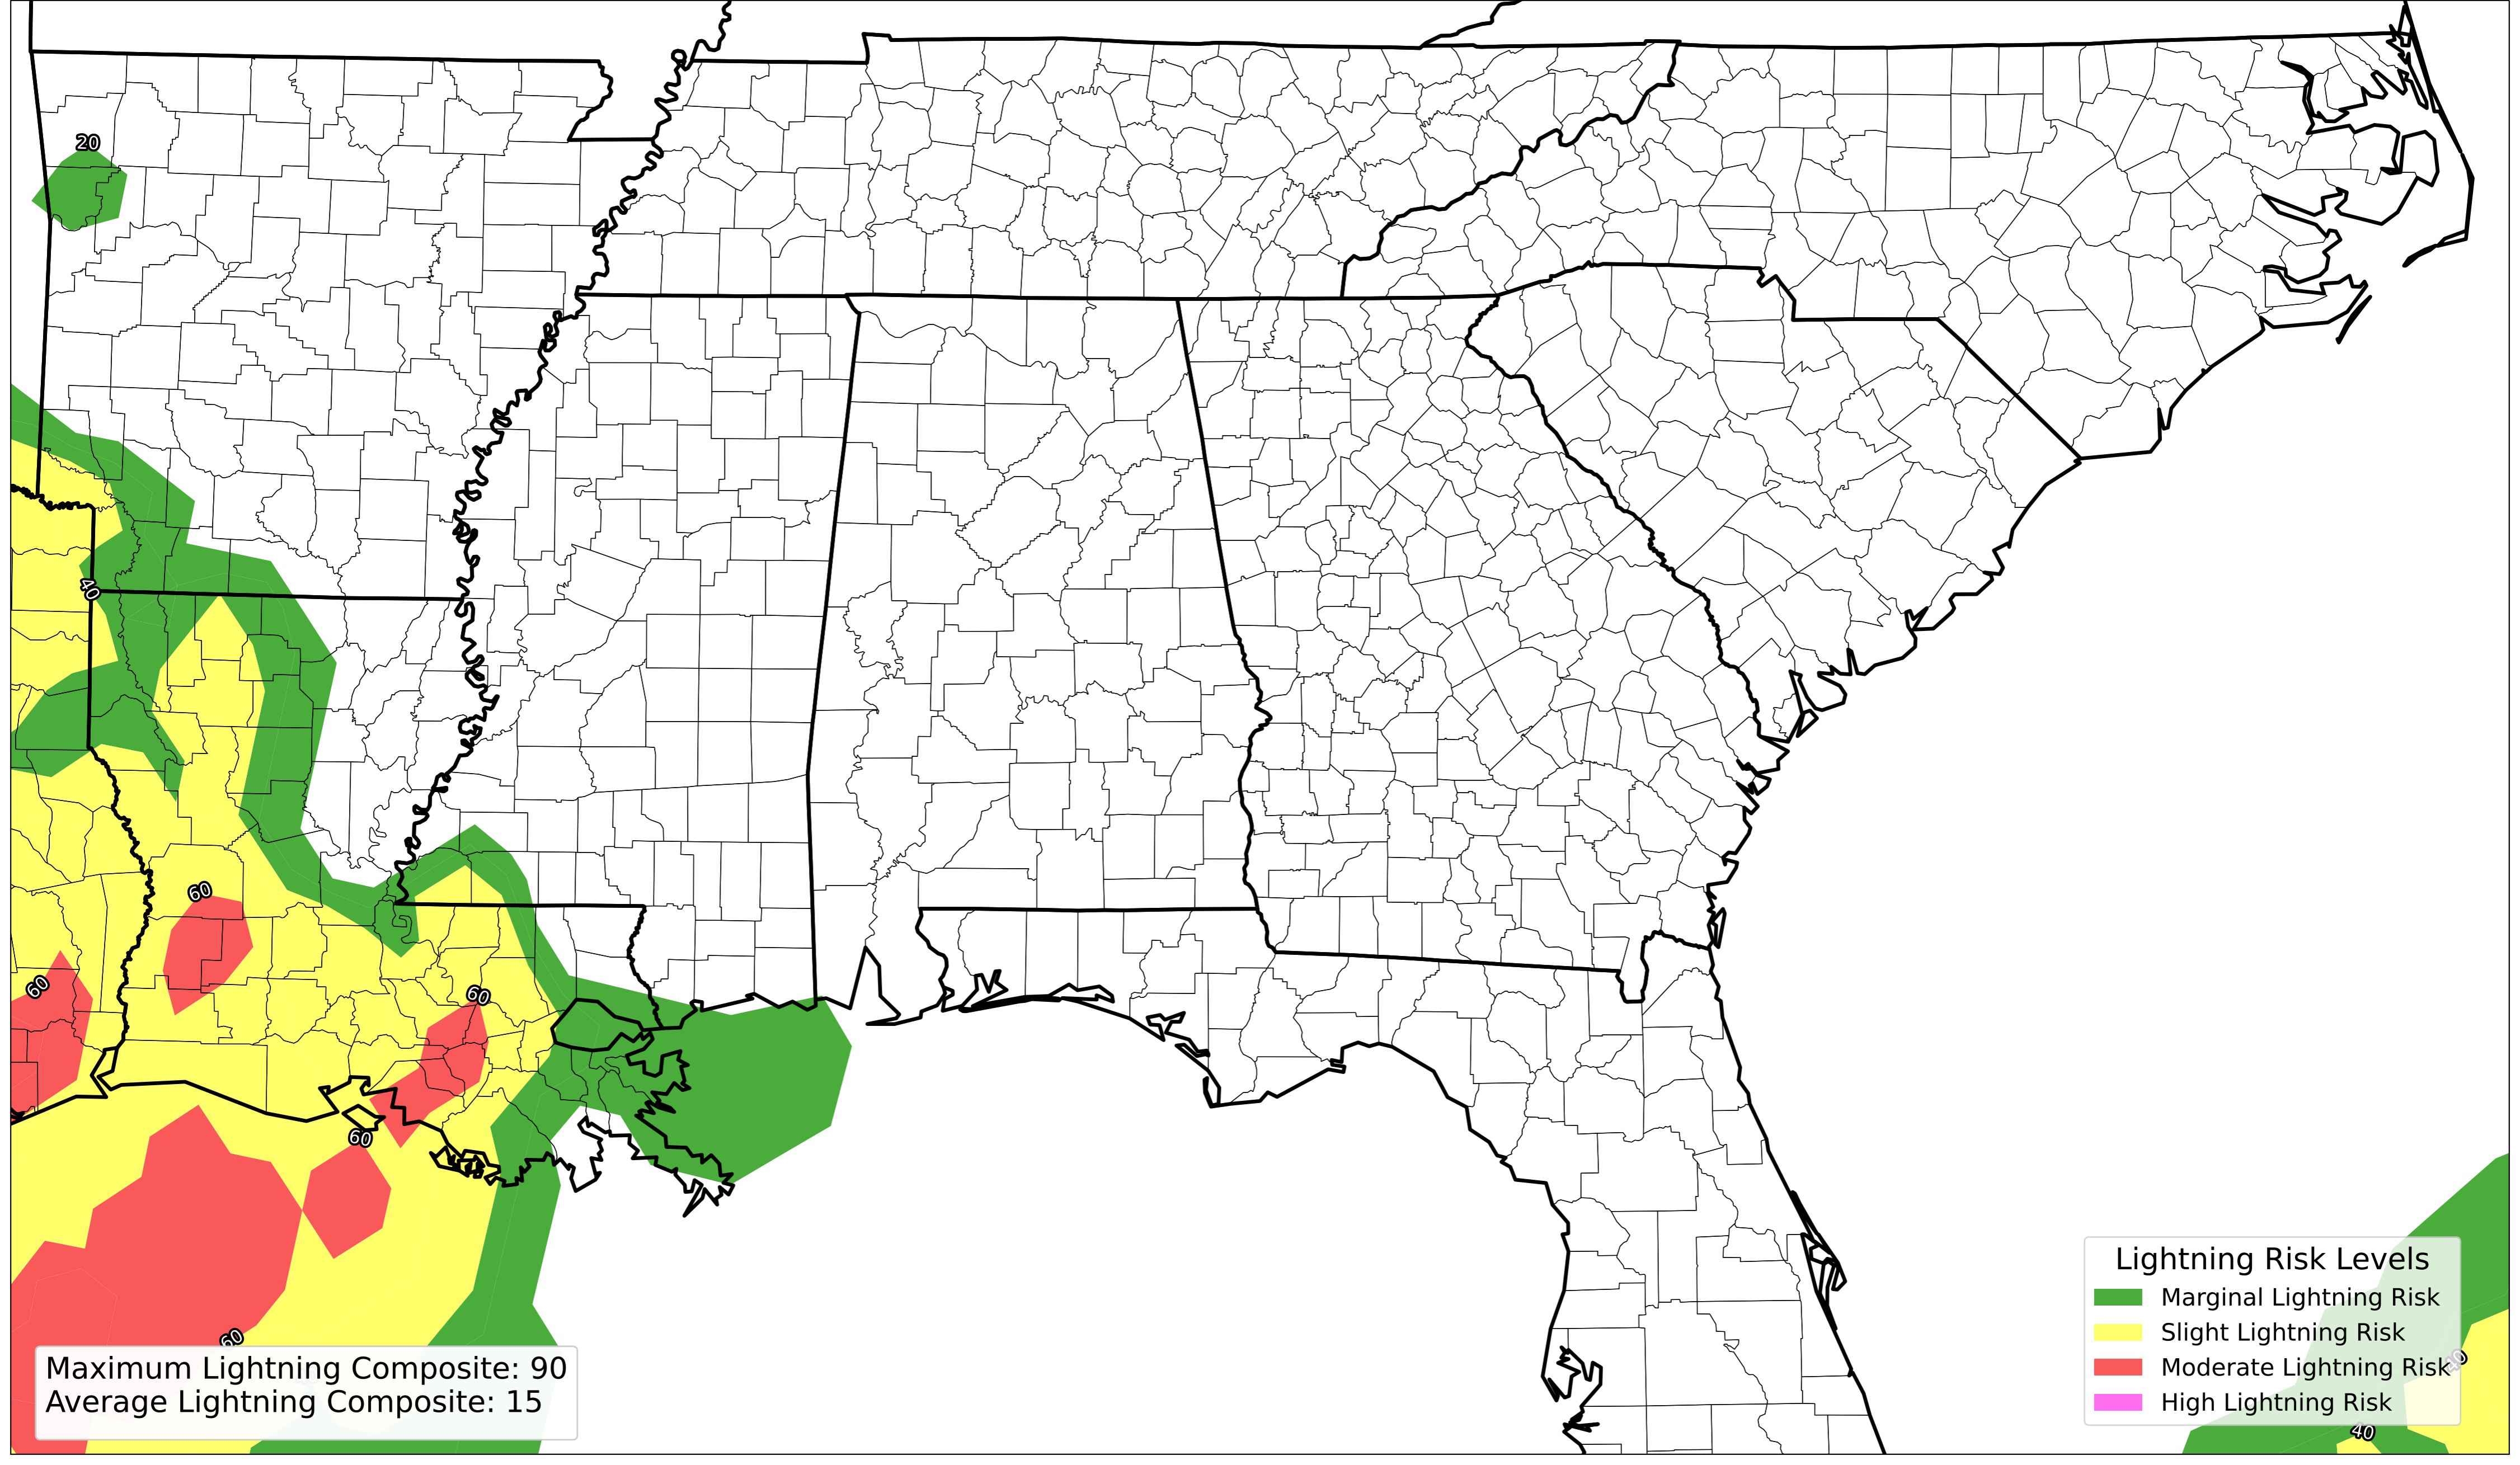 20
40
60
60
60
60
60
Maximum Lightning Composite: 90
Average Lightning Composite: 15
Lightning Risk Levels
Marginal Lightning Risk
Slight Lightning Risk
Moderate Lightning Risk
High Lightning Risk
40
40